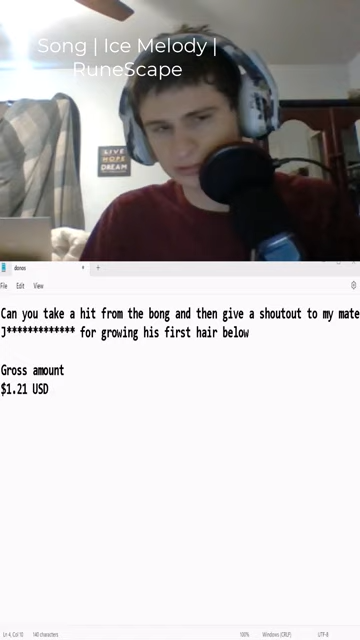 Song | Ice Melody |
RuneScape
LIVE
HOPE
DREAM
File Edit View
Can you take a hit from the bong and then give a shoutout to my mate
J************* for growing his first hair below
Gross amount
$1.21 USD
Ln 4, Col 10 140 characters 100% Windows (CRLF) UTF-8